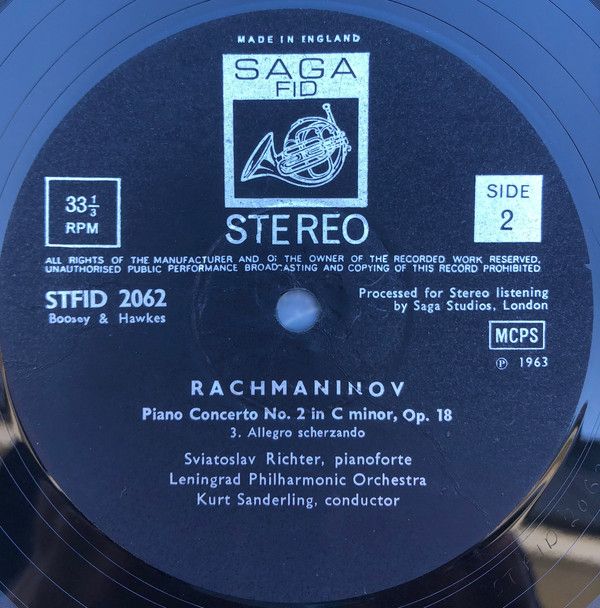 MADE IN ENGLAND
SAGA
FID
STEREO
33 1/3
RPM
SIDE
2
ALL RIGHTS OF THE MANUFACTURER AND OF THE OWNER OF THE RECORDED WORK RESERVED.
UNAUTHORISED PUBLIC PERFORMANCE BROADCASTING AND COPYING OF THIS RECORD PROHIBITED
STFID 2062
Boosey & Hawkes
Processed for Stereo listening
by Saga Studios, London
MCPS
℗ 1963
RACHMANINOV
Piano Concerto No. 2 in C minor, Op. 18
3. Allegro scherzando
Sviatoslav Richter, pianoforte
Leningrad Philharmonic Orchestra
Kurt Sanderling, conductor